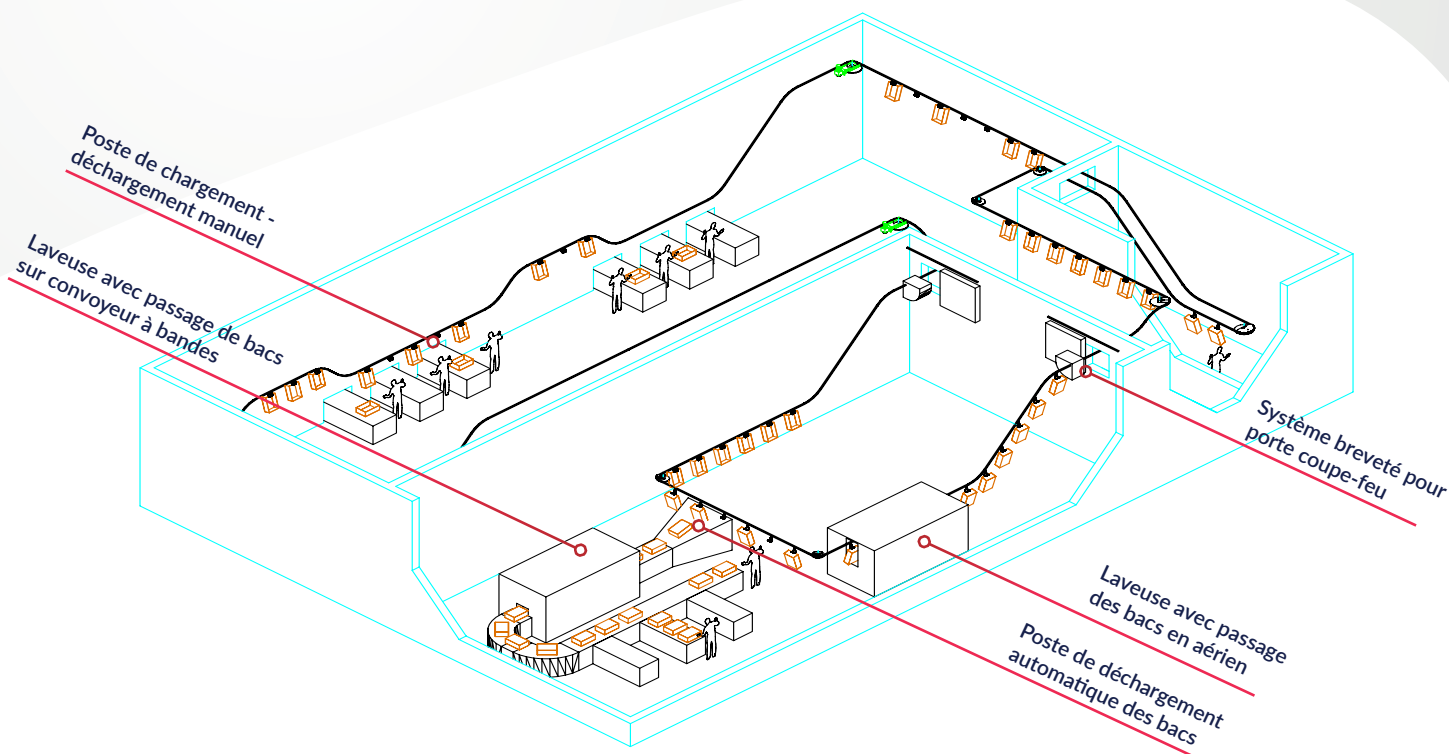 Poste de chargement -
déchargement manuel
Laveuse avec passage de bacs
sur convoyeur à bandes
Système breveté pour
porte coupe-feu
Laveuse avec passage
des bacs en aérien
Poste de déchargement
automatique des bacs